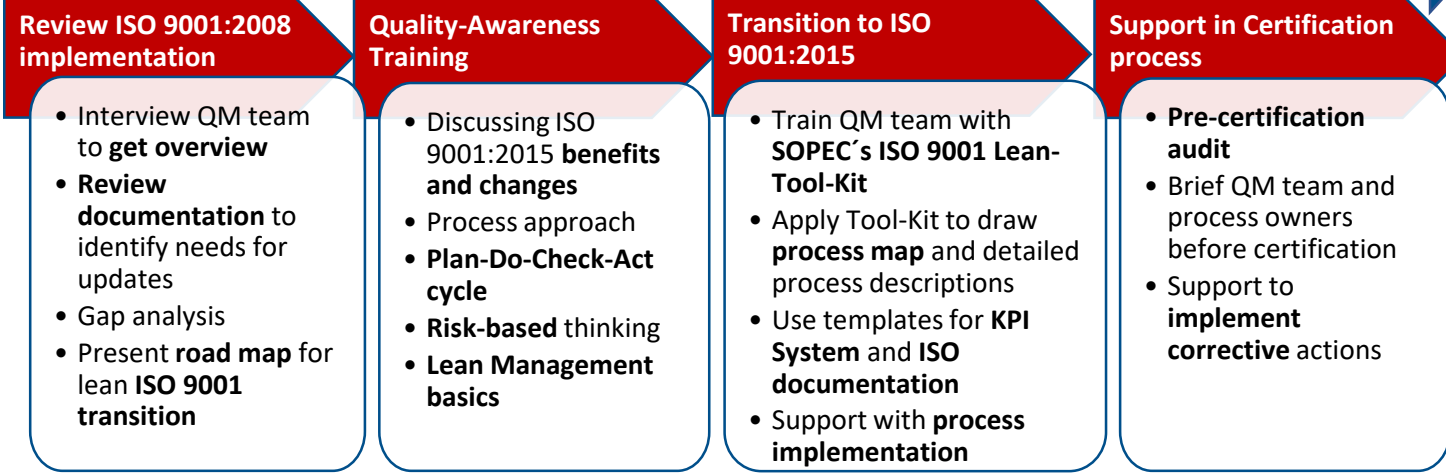 Review ISO 9001:2008
implementation
• Interview QM team
to get overview
• Review
documentation to
identify needs for
updates
• Gap analysis
• Present road map for
lean ISO 9001
transition
Quality-Awareness
Training
• Discussing ISO
9001:2015 benefits
and changes
• Process approach
• Plan-Do-Check-Act
cycle
• Risk-based thinking
• Lean Management
basics
Transition to ISO
9001:2015
• Train QM team with
SOPEC´s ISO 9001 Lean-
Tool-Kit
• Apply Tool-Kit to draw
process map and detailed
process descriptions
• Use templates for KPI
System and ISO
documentation
• Support with process
implementation
Support in Certification
process
• Pre-certification
audit
• Brief QM team and
process owners
before certification
• Support to
implement
corrective actions